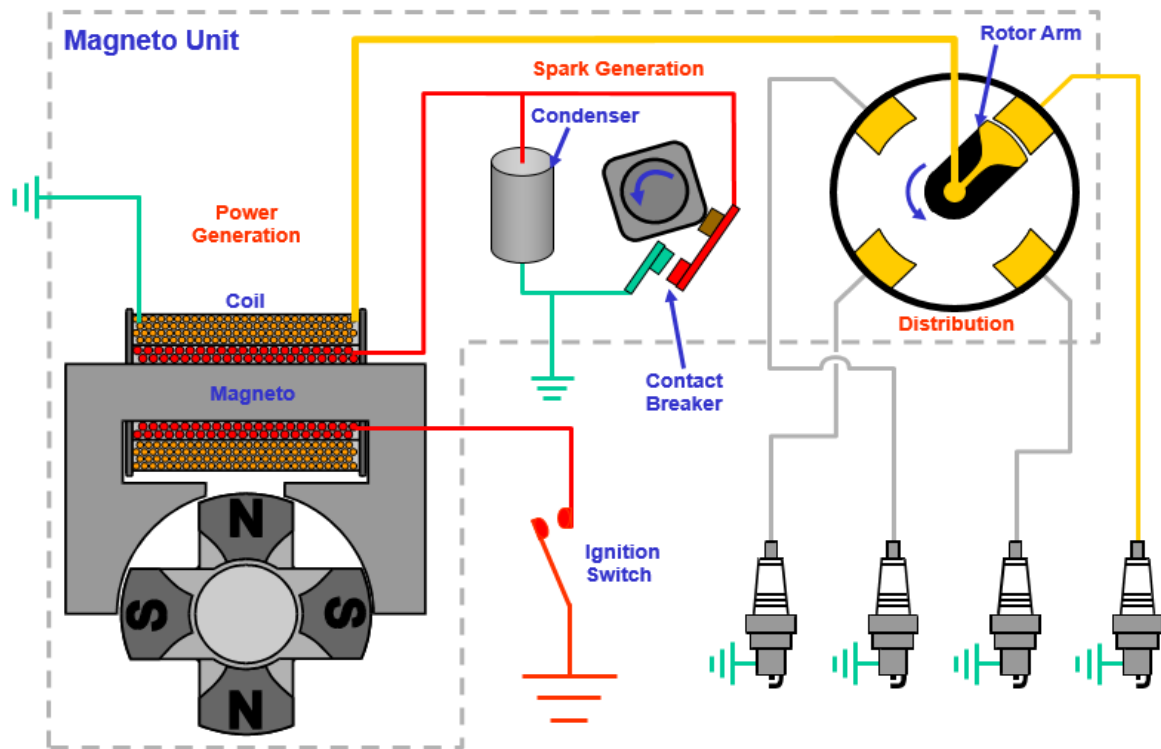 Magneto Unit
Rotor Arm
Spark Generation
Condenser
Power
Generation
Coil
Distribution
Contact
Breaker
Magneto
Ignition
Switch
N
S
S
N